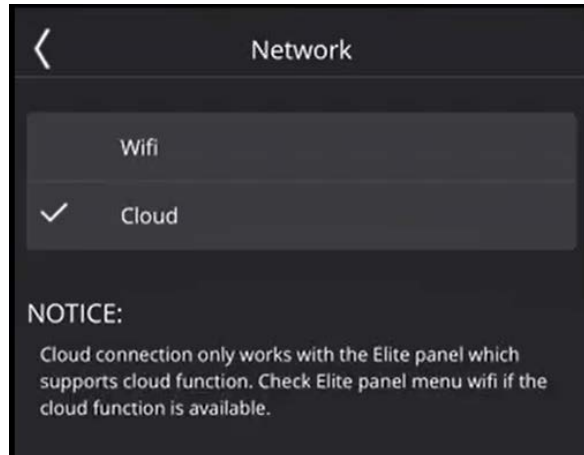 Network
Wifi
Cloud
NOTICE:
Cloud connection only works with the Elite panel which
supports cloud function. Check Elite panel menu wifi if the
cloud function is available.